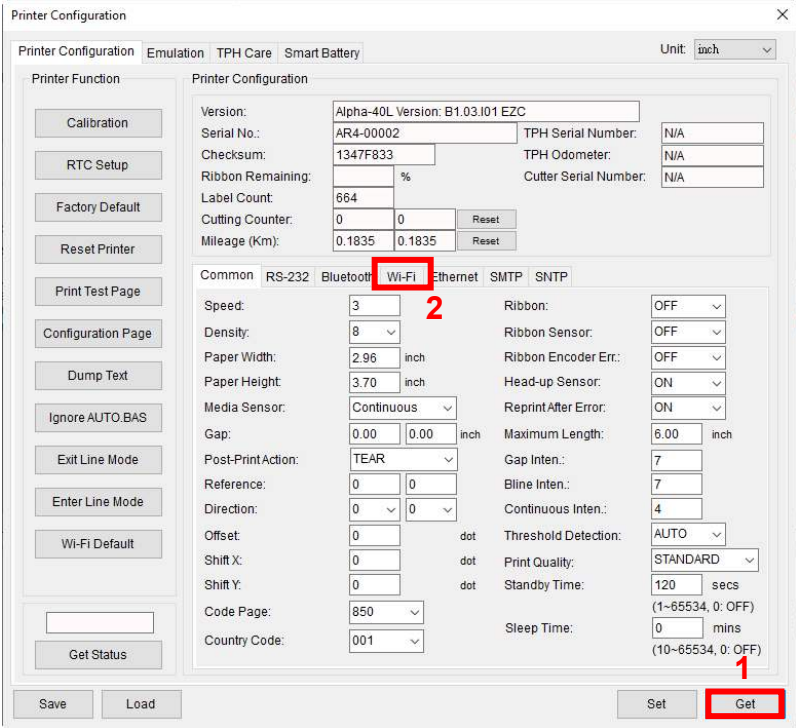 Printer Configuration
Printer Configuration Emulation TPH Care Smart Battery Unit: inch
Printer Function
Calibration
RTC Setup
Factory Default
Reset Printer
Print Test Page
Configuration Page
Dump Text
Ignore AUTO.BAS
Exit Line Mode
Enter Line Mode
Wi-Fi Default
Get Status
Printer Configuration
Version: Alpha-40L Version: B1.03.I01 EZC
Serial No.: AR4-00002 TPH Serial Number: N/A
Checksum: 1347F833 TPH Odometer: N/A
Ribbon Remaining: % Cutter Serial Number: N/A
Label Count: 664
Cutting Counter: 0 0 Reset
Mileage (Km): 0.1835 0.1835 Reset
Common RS-232 Bluetooth Wi-Fi Ethernet SMTP SNTP
2
Speed: 3 Ribbon: OFF
Density: 8 Ribbon Sensor: OFF
Paper Width: 2.96 inch Ribbon Encoder Err.: OFF
Paper Height: 3.70 inch Head-up Sensor: ON
Media Sensor: Continuous Reprint After Error: ON
Gap: 0.00 0.00 inch Maximum Length: 6.00 inch
Post-Print Action: TEAR Gap Inten.: 7
Reference: 0 0 Bline Inten.: 7
Direction: 0 0 Continuous Inten.: 4
Offset: 0 dot Threshold Detection: AUTO
Shift X: 0 dot Print Quality: STANDARD
Shift Y: 0 dot Standby Time: 120 secs
(1~65534, 0: OFF)
Code Page: 850
Sleep Time: 0 mins
Country Code: 001
(10~65534, 0: OFF)
1
Save Load Set Get